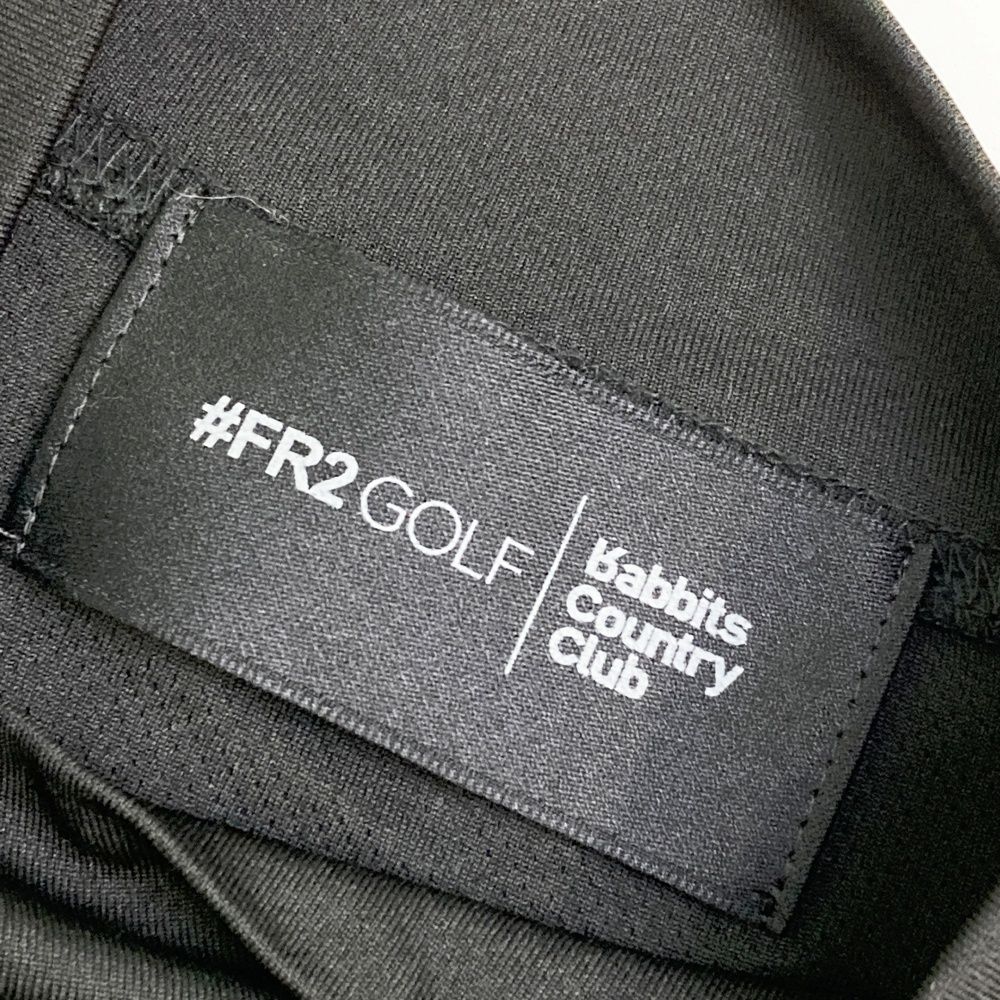 #FR2 GOLF
Rabbits
Country
Club